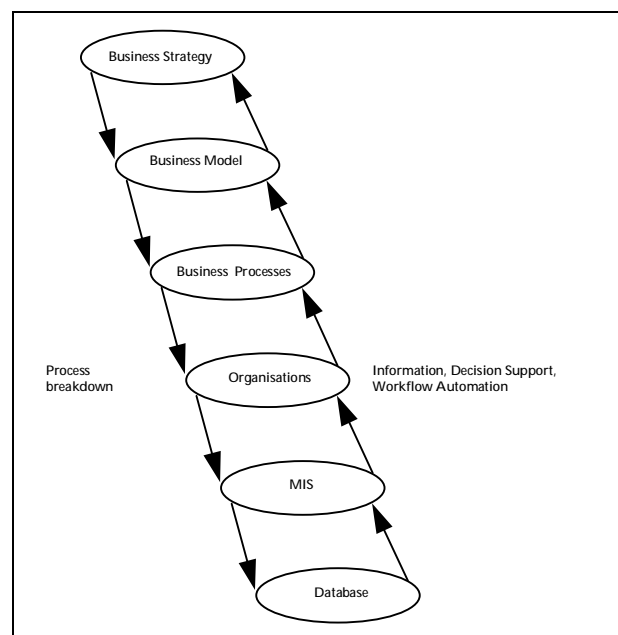 Business Strategy
Business Model
Business Processes
Process
breakdown
Organisations
Information, Decision Support,
Workflow Automation
MIS
Database